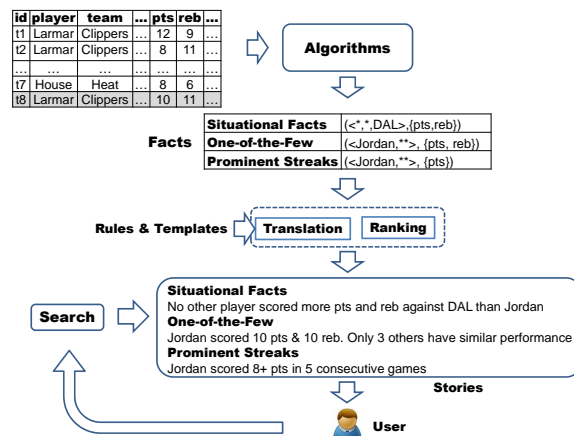 id player team ... pts reb ...
t1 Larmar Clippers ... 12 9 ...
t2 Larmar Clippers ... 8 11 ...
... ... ... ... ... ... ...
t7 House Heat ... 8 6 ...
t8 Larmar Clippers ... 10 11 ...
Algorithms
Facts
Situational Facts (<*,*,DAL>,{pts,reb})
One-of-the-Few (<Jordan,**>, {pts, reb})
Prominent Streaks (<Jordan,**>, {pts})
Rules & Templates
Translation
Ranking
Search
Situational Facts
No other player scored more pts and reb against DAL than Jordan
One-of-the-Few
Jordan scored 10 pts & 10 reb. Only 3 others have similar performance
Prominent Streaks
Jordan scored 8+ pts in 5 consecutive games
Stories
User